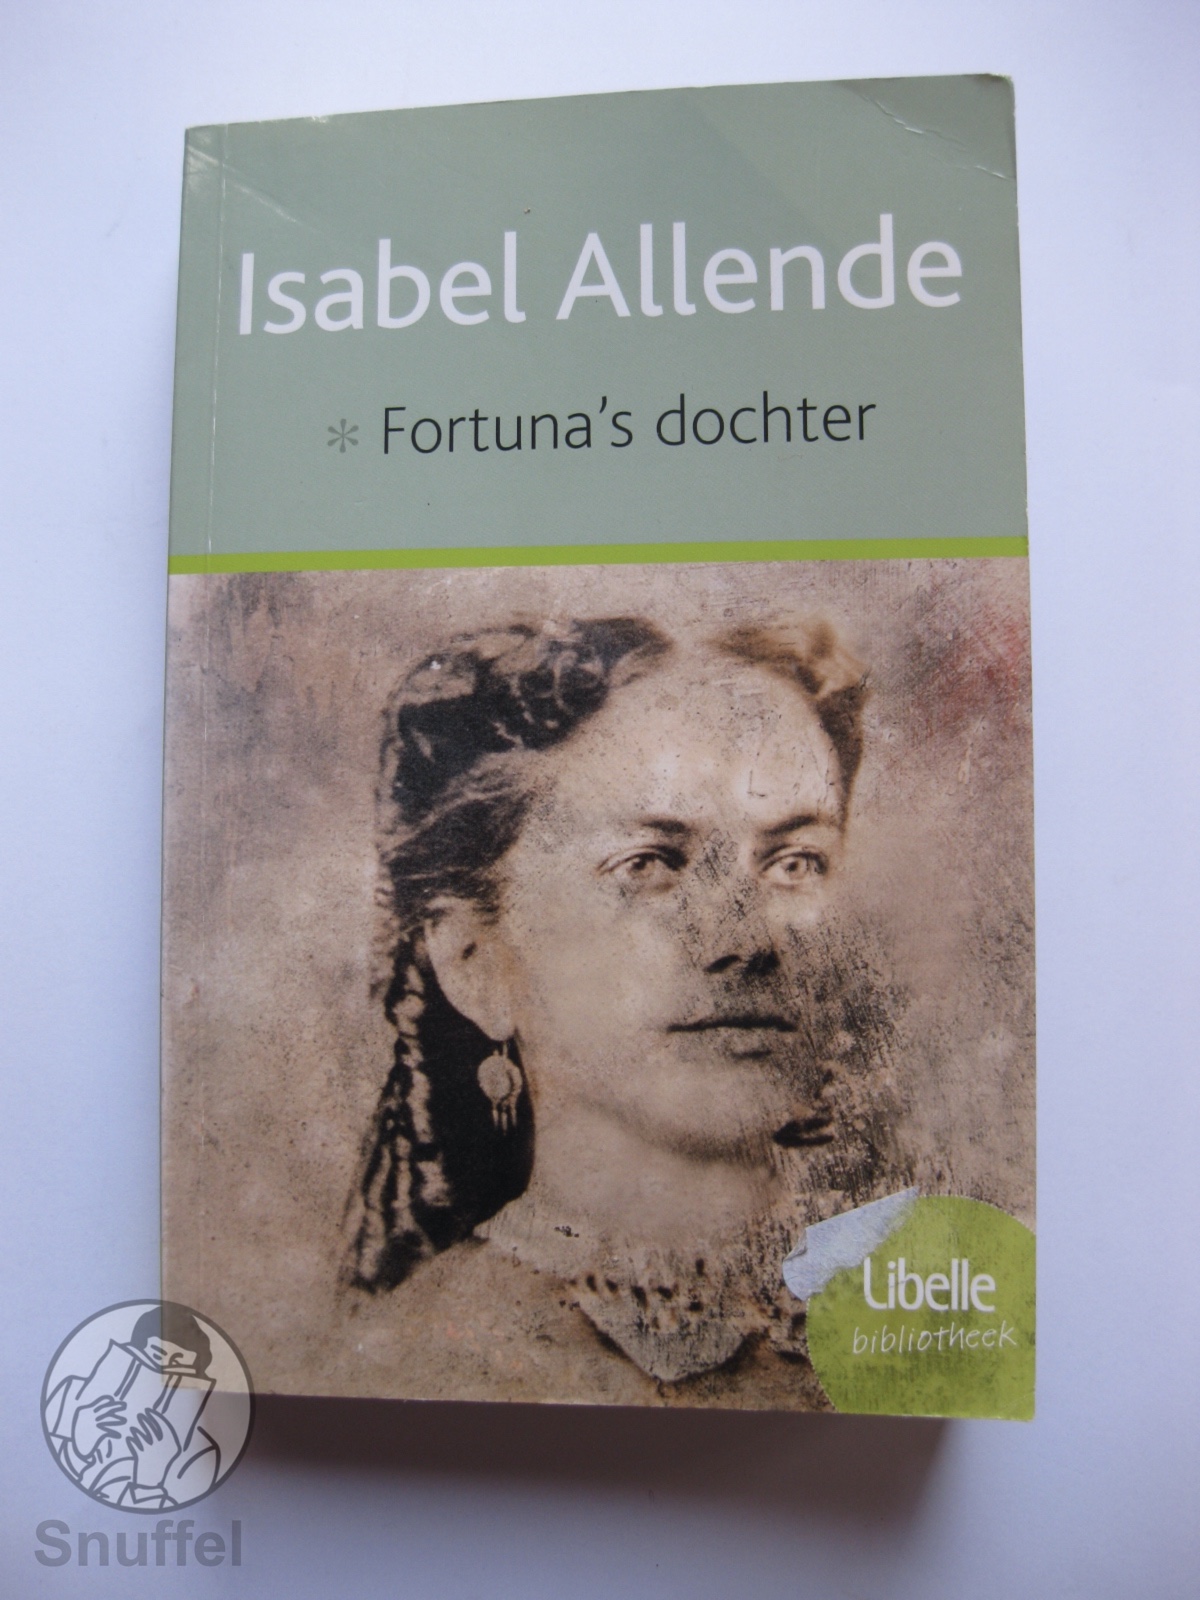 Isabel Allende
* Fortuna's dochter
Libelle
bibliotheek
Snuffel